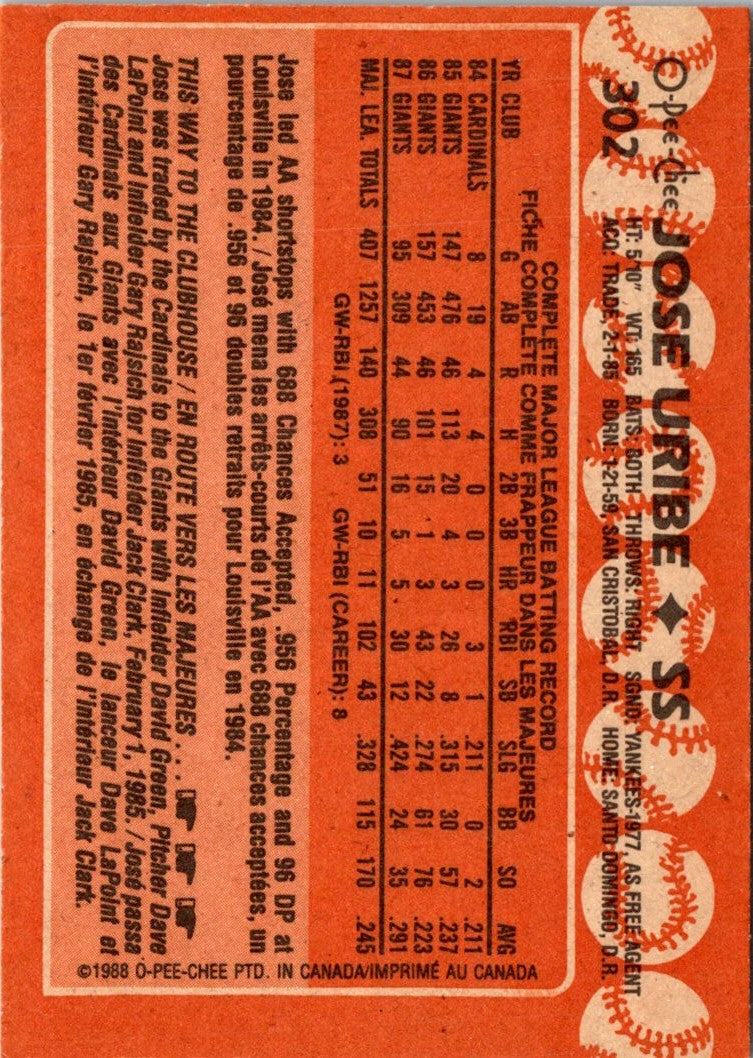 O-Pee-Chee
302 JOSE URIBE ♦ SS
HT: 5'10" WT: 165 BATS: BOTH THROWS: RIGHT SGND: YANKEES-1977, AS FREE AGENT
ACQ: TRADE, 2-1-85 BORN: 1-21-59, SAN CRISTOBAL, D.R. HOME: SANTO DOMINGO, D.R.
COMPLETE MAJOR LEAGUE BATTING RECORD
FICHE COMPLÈTE COMME FRAPPEUR DANS LES MAJEURES
YR CLUB G AB R H 2B 3B HR RBI SB SLG BB SO AVG
84 CARDINALS 8 19 4 4 0 0 0 3 1 .211 0 2 .211
85 GIANTS 147 476 46 113 20 4 3 26 8 .315 30 57 .237
86 GIANTS 157 453 46 101 15 1 3 43 22 .274 61 76 .223
87 GIANTS 95 309 44 90 16 5 5 30 12 .424 24 35 .291
MAJ. LEA. TOTALS 407 1257 140 308 51 10 11 102 43 .328 115 170 .245
GW-RBI (1987): 3 GW-RBI (CAREER): 8
Jose led AA shortstops with 688 Chances Accepted, .956 Percentage and 96 DP at
Louisville in 1984. / José mena les arrêts-courts de l'AA avec 688 chances acceptées, un
pourcentage de .956 et 96 doubles retraits pour Louisville en 1984.
THIS WAY TO THE CLUBHOUSE / EN ROUTE VERS LES MAJEURES . . .
Jose was traded by the Cardinals to the Giants with Infielder David Green, Pitcher Dave
LaPoint and Infielder Gary Rajsich for Infielder Jack Clark, February 1, 1985. / José passa
des Cardinals aux Giants avec l'intérieur David Green, le lanceur Dave LaPoint et
l'intérieur Gary Rajsich, le 1er février 1985, en échange de l'intérieur Jack Clark.
©1988 O-PEE-CHEE PTD. IN CANADA/IMPRIMÉ AU CANADA